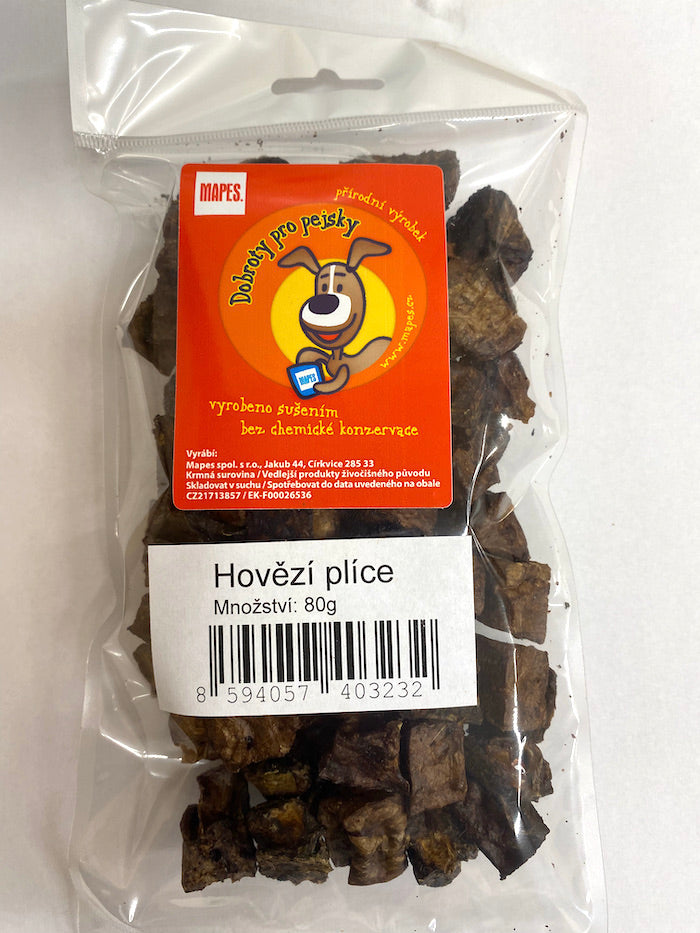 MAPES.
přírodní výrobek
Dobroty pro pejsky
www.mapes.cz
MAPES
vyrobeno sušením
bez chemické konzervace
Vyrábí:
Mapes spol. s r.o., Jakub 44, Církvice 285 33
Krmná surovina / Vedlejší produkty živočišného původu
Skladovat v suchu / Spotřebovat do data uvedeného na obale
CZ21713857 / EK-F00026536
Hovězí plíce
Množství: 80g
8 594057 403232